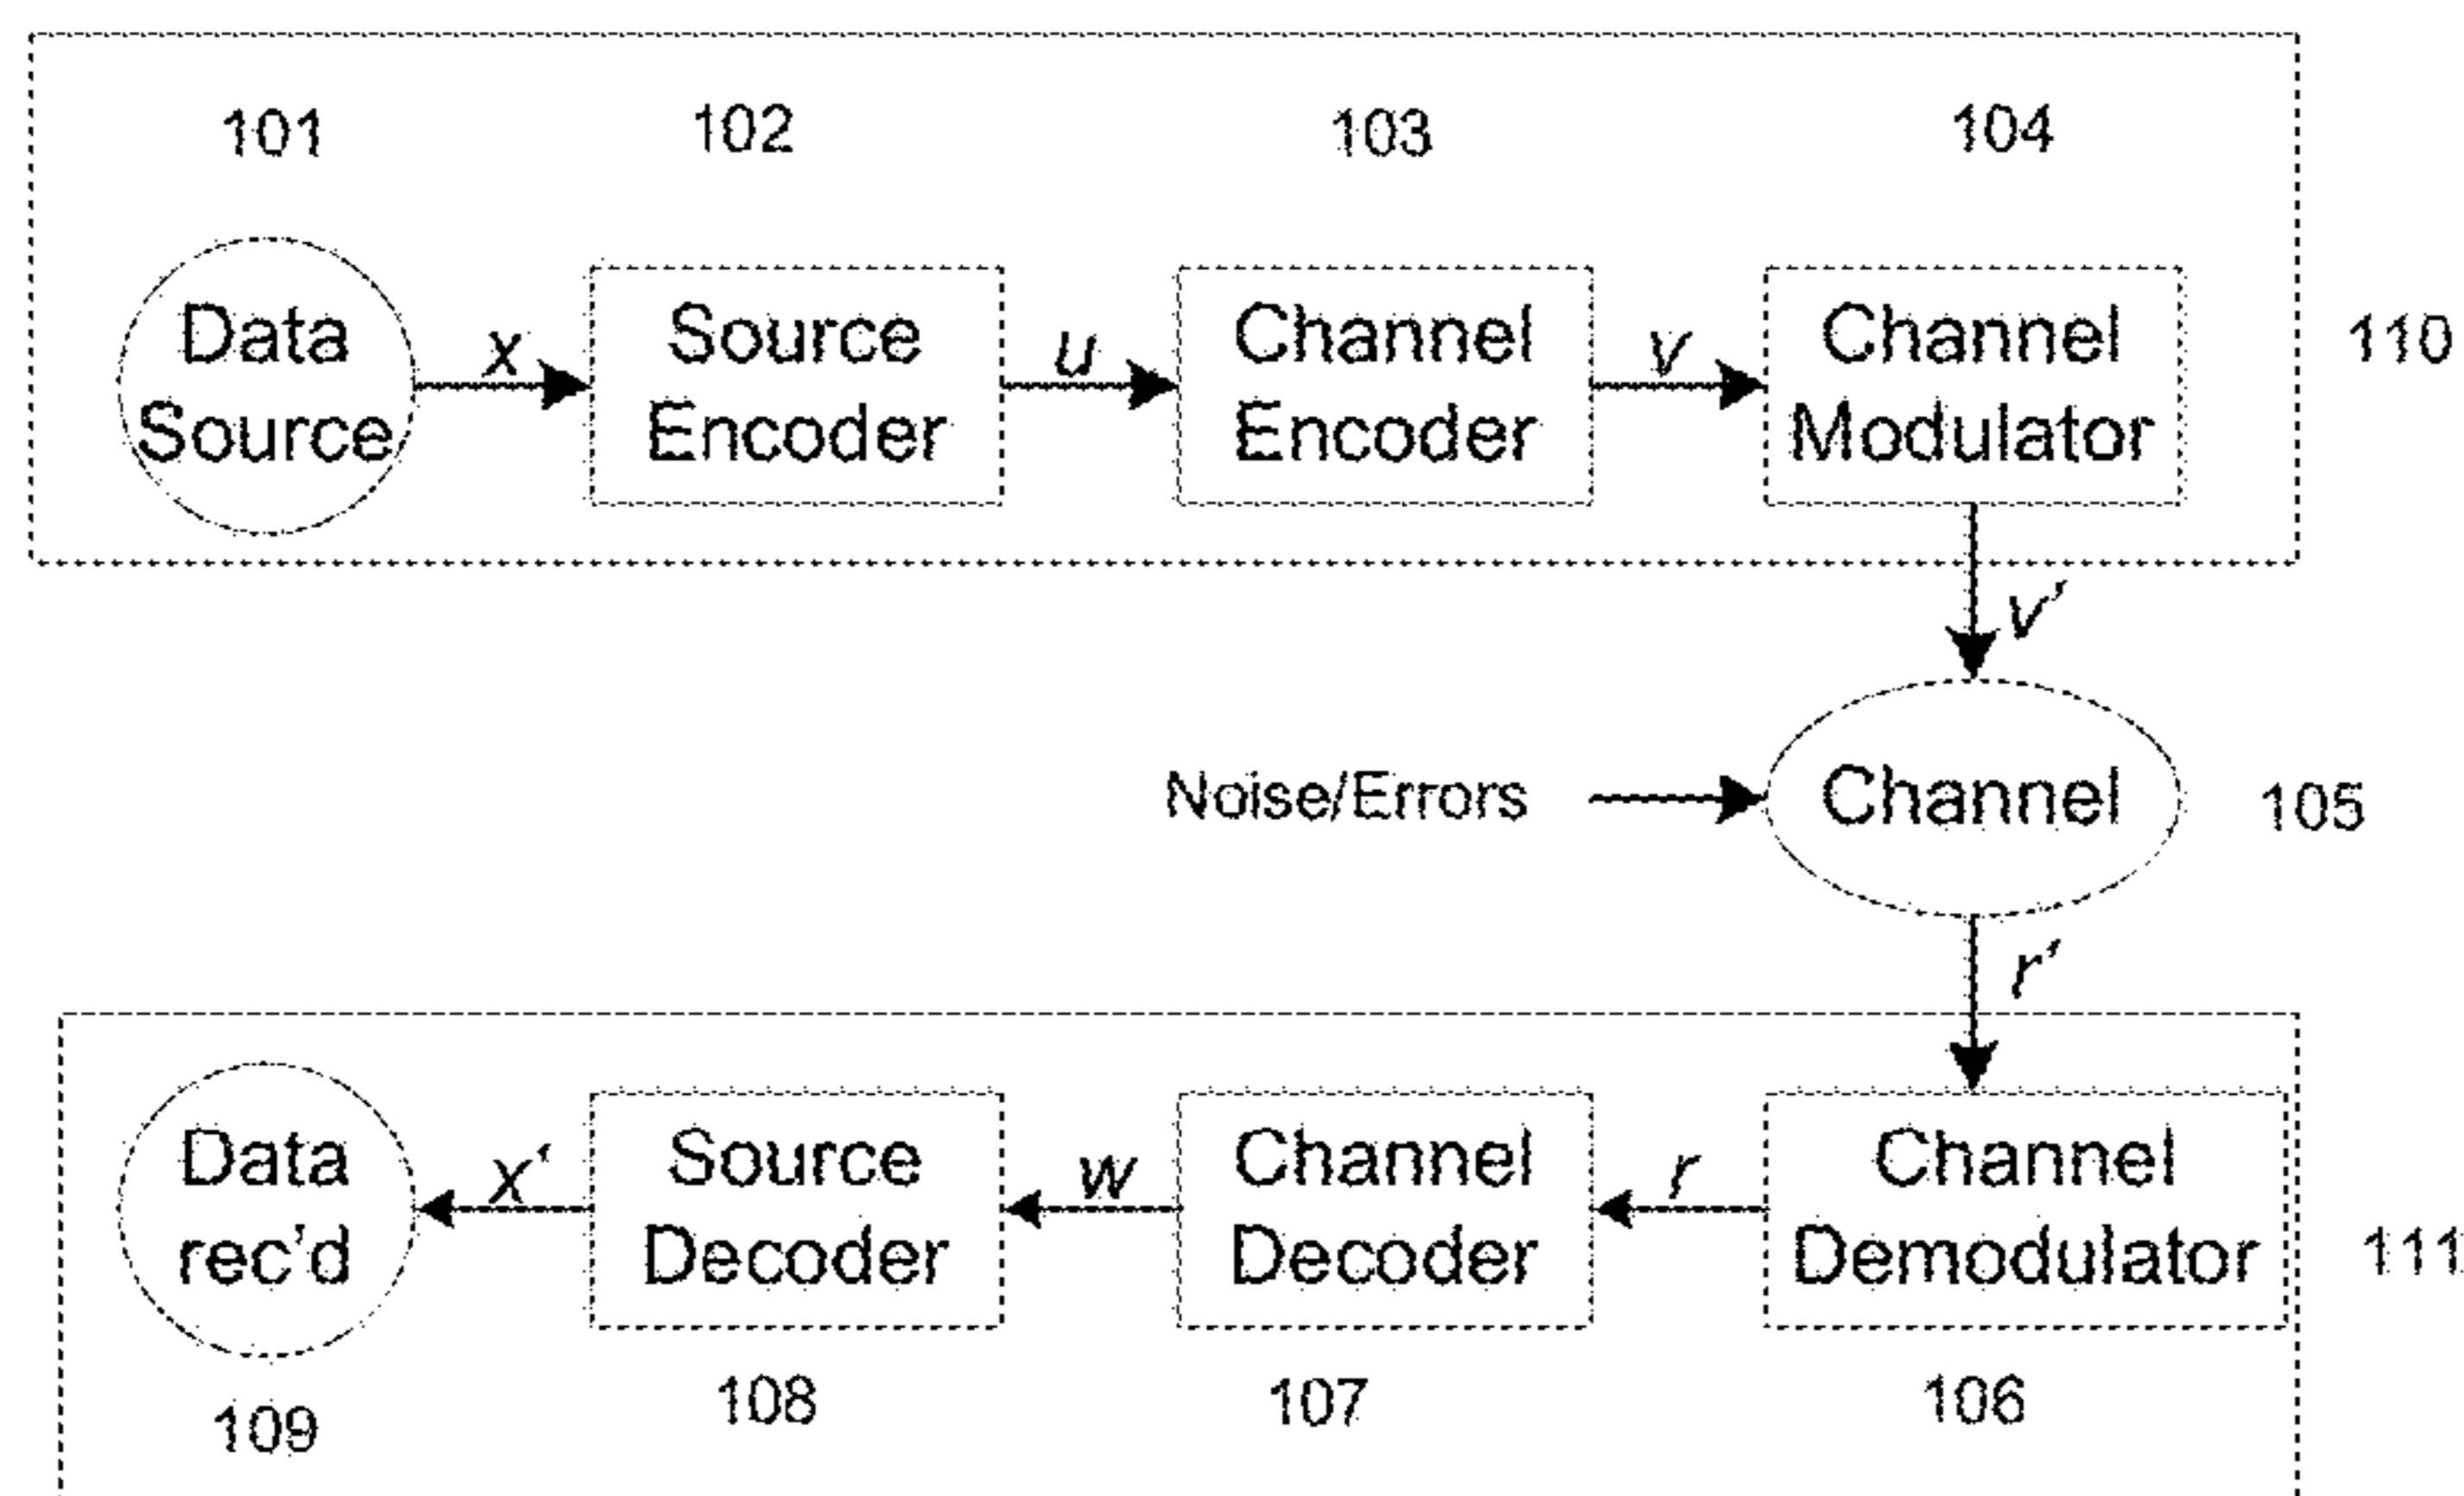 101 102 103 104
Data Source
x
Source Encoder
u
Channel Encoder
v
Channel Modulator
110
v'
Noise/Errors
Channel
105
r'
Data rec'd
x'
Source Decoder
w
Channel Decoder
r
Channel Demodulator
111
109 108 107 106